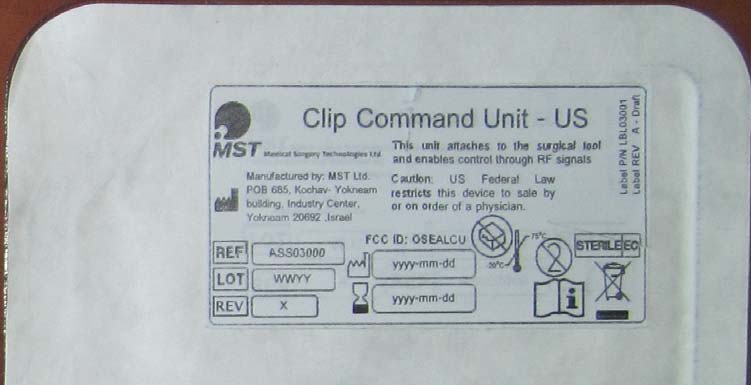 Clip Command Unit - US
MST Medical Surgery Technologies Ltd.
This unit attaches to the surgical tool
and enables control through RF signals
Manufactured by: MST Ltd.
POB 685, Kochav- Yokneam
building, Industry Center,
Yokneam 20692 ,Israel
Caution: US Federal Law
restricts this device to sale by
or on order of a physician.
Label P/N LBL03001
Label REV A - Draft
FCC ID: OSEALCU
REF ASS03000
LOT WWYY
REV X
yyyy-mm-dd
yyyy-mm-dd
75°C
2
STERILE EO
i